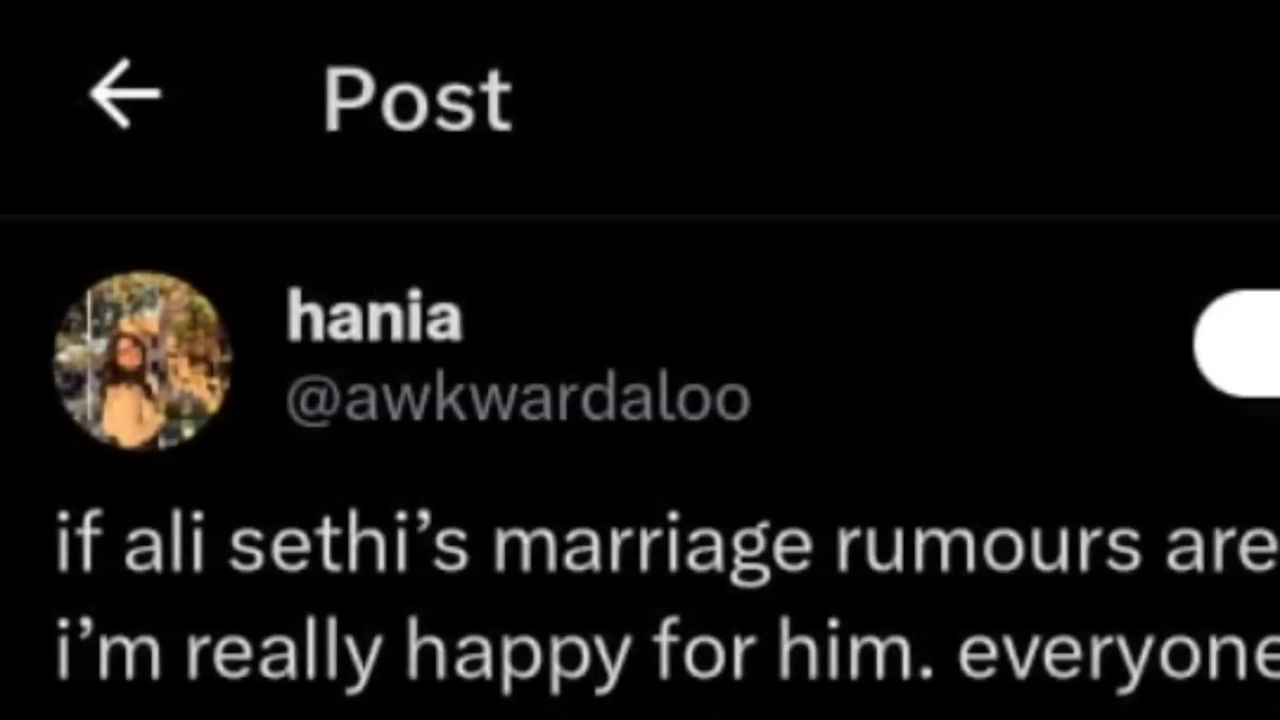 Post
hania
@awkwardaloo
if ali sethi’s marriage rumours are
i’m really happy for him. everyone